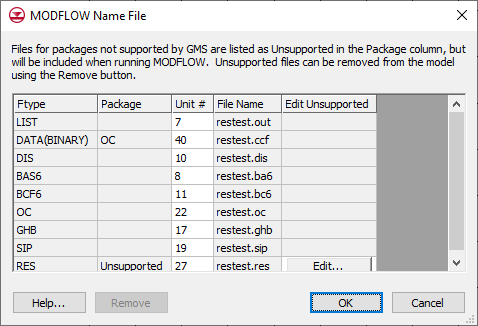 MODFLOW Name File
Files for packages not supported by GMS are listed as Unsupported in the Package column, but
will be included when running MODFLOW.  Unsupported files can be removed from the model
using the Remove button.
Ftype Package Unit # File Name Edit Unsupported
LIST 7 restest.out
DATA(BINARY) OC 40 restest.ccf
DIS 10 restest.dis
BAS6 8 restest.ba6
BCF6 11 restest.bc6
OC 22 restest.oc
GHB 17 restest.ghb
SIP 19 restest.sip
RES Unsupported 27 restest.res Edit...
Help... Remove OK Cancel